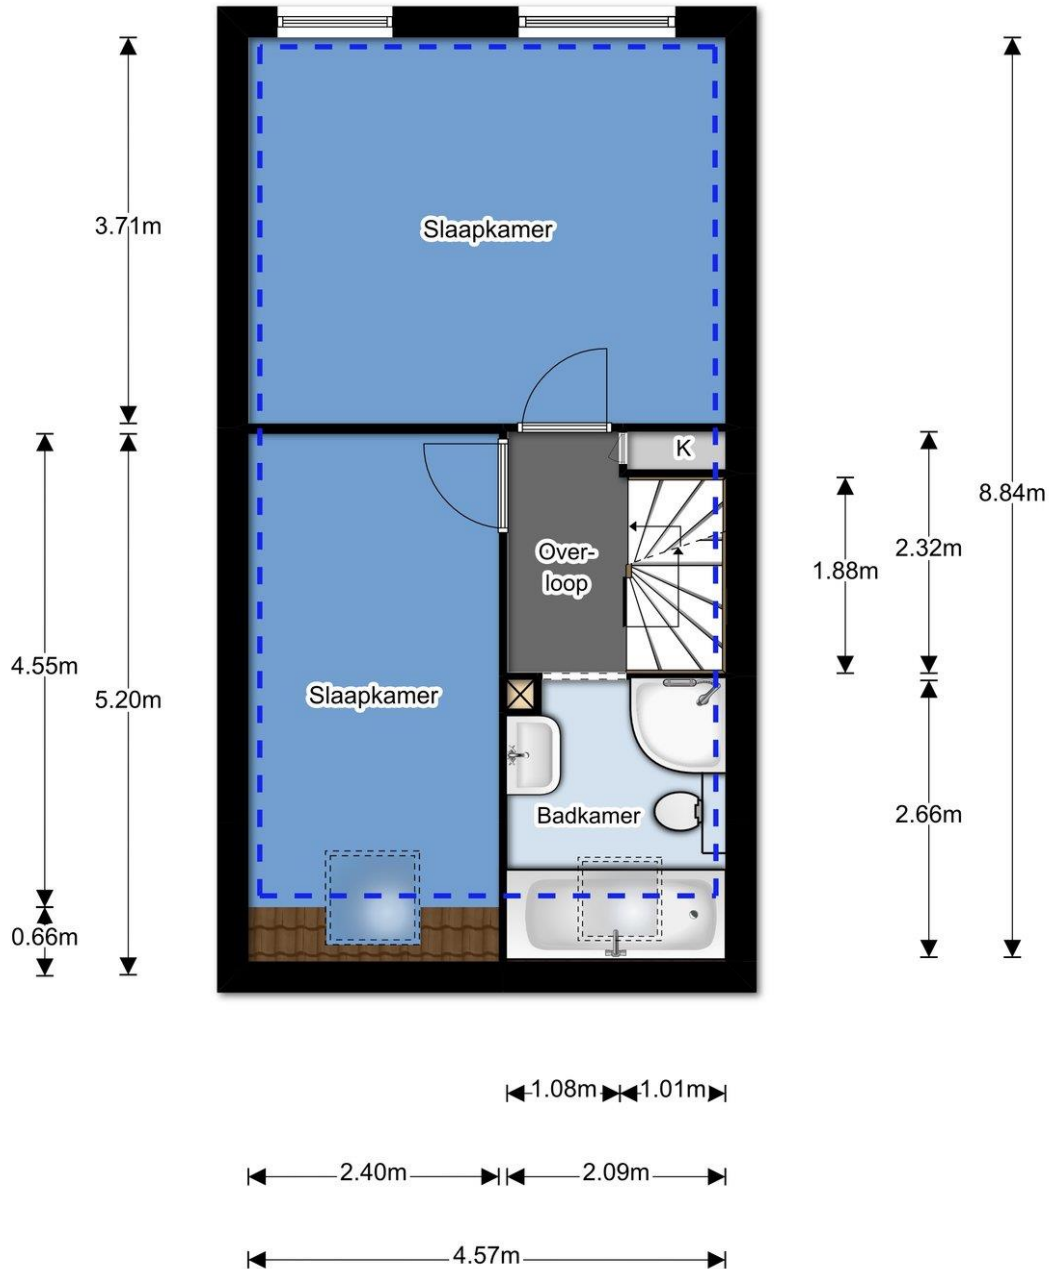 3.71m
Slaapkamer
K
8.84m
2.32m
Over-
loop
1.88m
4.55m
Slaapkamer
5.20m
Badkamer
2.66m
0.66m
1.08m
1.01m
2.40m
2.09m
4.57m